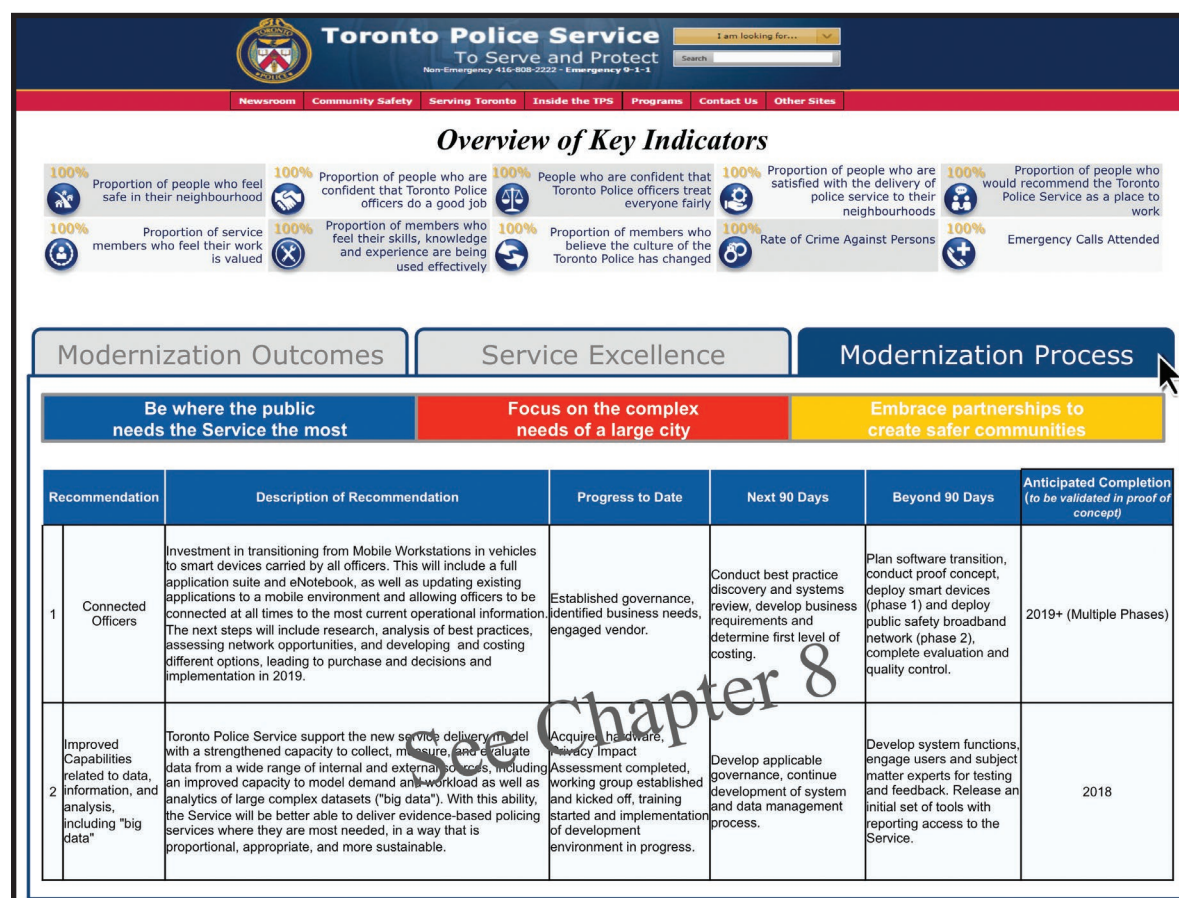 Toronto Police Service
To Serve and Protect
Non-Emergency 416-808-2222 - Emergency 9-1-1
I am looking for...
Search
TORONTO
POLICE
Newsroom Community Safety Serving Toronto Inside the TPS Programs Contact Us Other Sites
Overview of Key Indicators
100%
Proportion of people who feel
safe in their neighbourhood
100%
Proportion of people who are
confident that Toronto Police
officers do a good job
100%
People who are confident that
Toronto Police officers treat
everyone fairly
100%
Proportion of people who are
satisfied with the delivery of
police service to their
neighbourhoods
100%
Proportion of people who
would recommend the Toronto
Police Service as a place to
work
100%
Proportion of service
members who feel their work
is valued
100%
Proportion of members who
feel their skills, knowledge
and experience are being
used effectively
100%
Proportion of members who
believe the culture of the
Toronto Police has changed
100%
Rate of Crime Against Persons
100%
Emergency Calls Attended
Modernization Outcomes
Service Excellence
Modernization Process
Be where the public
needs the Service the most
Focus on the complex
needs of a large city
Embrace partnerships to
create safer communities
Recommendation
Description of Recommendation
Progress to Date
Next 90 Days
Beyond 90 Days
Anticipated Completion
(to be validated in proof of
concept)
1
Connected
Officers
Investment in transitioning from Mobile Workstations in vehicles
to smart devices carried by all officers. This will include a full
application suite and eNotebook, as well as updating existing
applications to a mobile environment and allowing officers to be
connected at all times to the most current operational information.
The next steps will include research, analysis of best practices,
assessing network opportunities, and developing and costing
different options, leading to purchase and decisions and
implementation in 2019.
Established governance,
identified business needs,
engaged vendor.
Conduct best practice
discovery and systems
review, develop business
requirements and
determine first level of
costing.
Plan software transition,
conduct proof concept,
deploy smart devices
(phase 1) and deploy
public safety broadband
network (phase 2),
complete evaluation and
quality control.
2019+ (Multiple Phases)
2
Improved
Capabilities
related to data,
information, and
analysis,
including "big
data"
Toronto Police Service support the new service delivery model
with a strengthened capacity to collect, measure, and evaluate
data from a wide range of internal and external sources, including
an improved capacity to model demand and workload as well as
analytics of large complex datasets ("big data"). With this ability,
the Service will be better able to deliver evidence-based policing
services where they are most needed, in a way that is
proportional, appropriate, and more sustainable.
Acquired hardware,
Privacy Impact
Assessment completed,
working group established
and kicked off, training
started and implementation
of development
environment in progress.
Develop applicable
governance, continue
development of system
and data management
process.
Develop system functions,
engage users and subject
matter experts for testing
and feedback. Release an
initial set of tools with
reporting access to the
Service.
2018
See Chapter 8